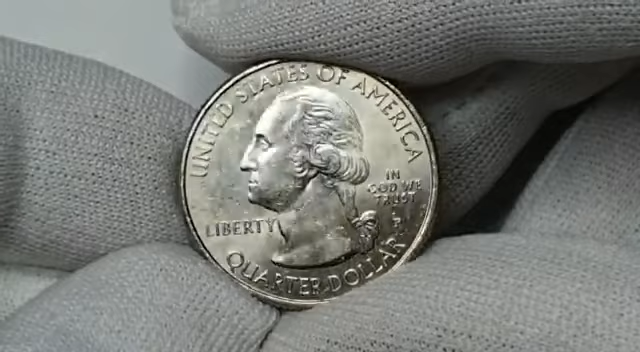 UNITED STATES OF AMERICA
LIBERTY
IN
GOD WE
TRUST
P
QUARTER DOLLAR